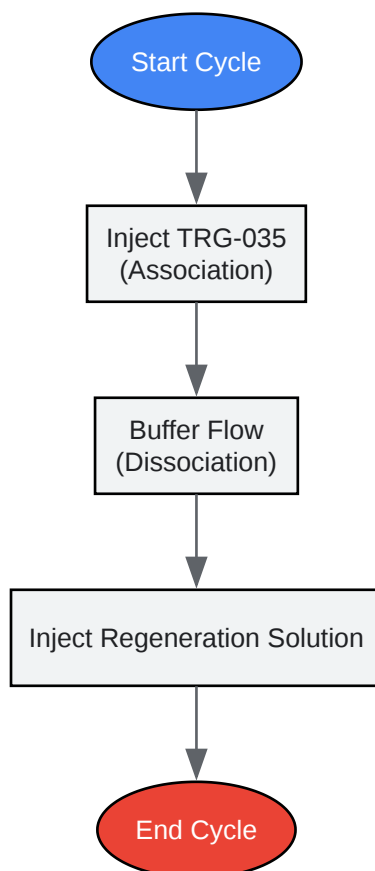 Start Cycle
Inject TRG-035
(Association)
Buffer Flow
(Dissociation)
Inject Regeneration Solution
End Cycle